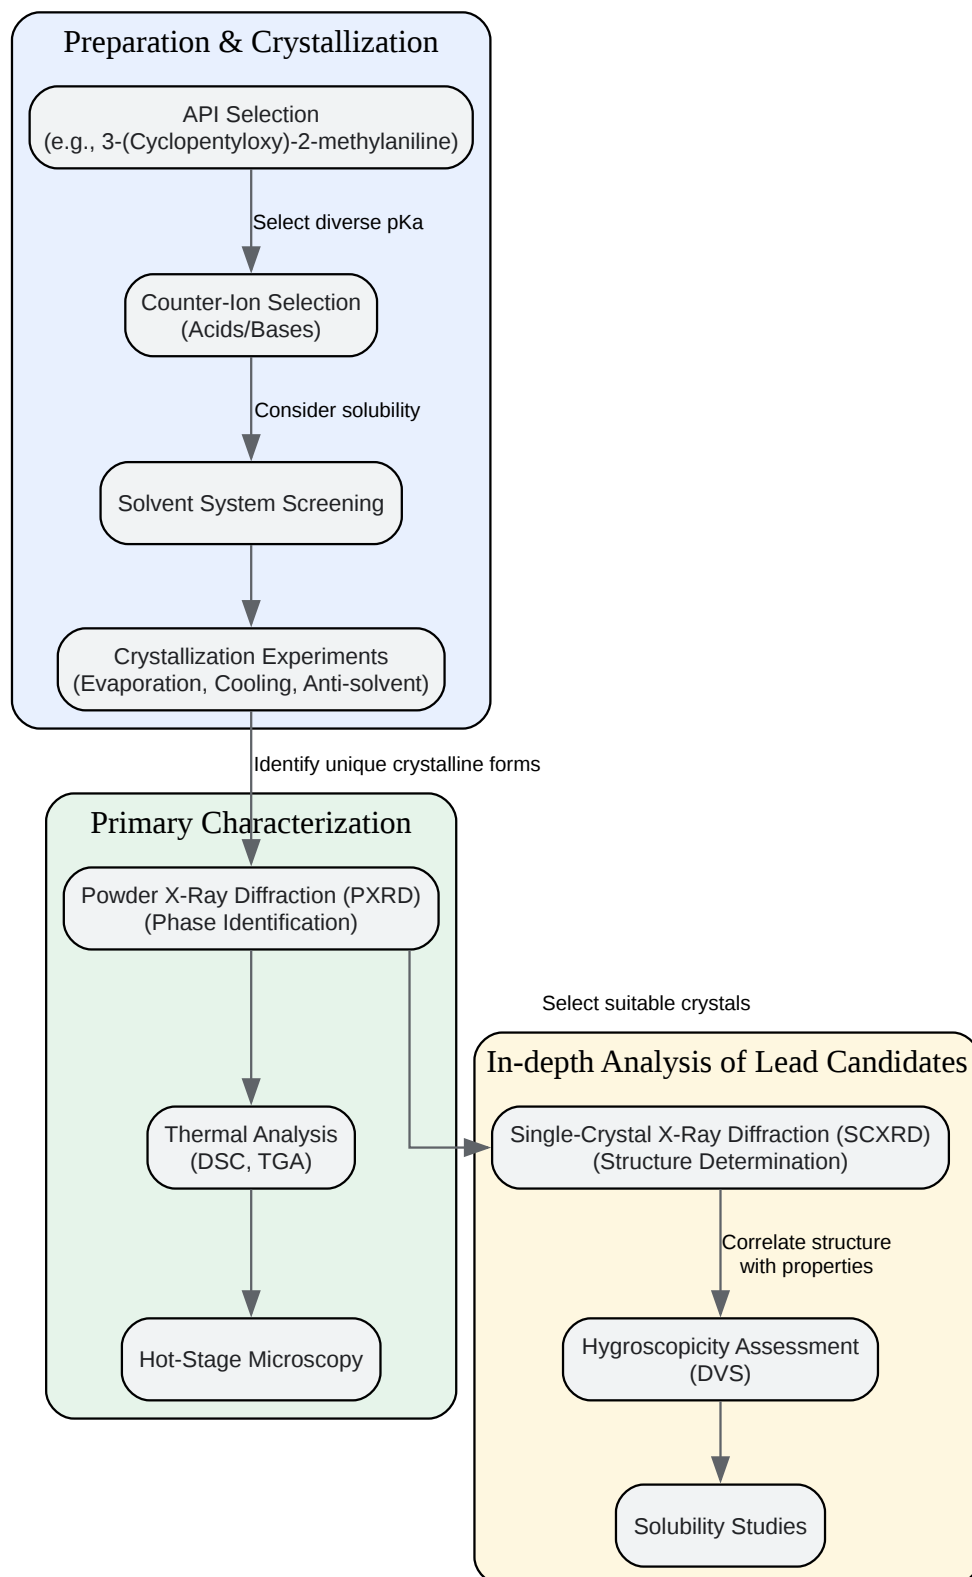 Preparation & Crystallization
API Selection
(e.g., 3-(Cyclopentyloxy)-2-methylaniline)
Select diverse pKa
Counter-Ion Selection
(Acids/Bases)
Consider solubility
Solvent System Screening
Crystallization Experiments
(Evaporation, Cooling, Anti-solvent)
Identify unique crystalline forms
Primary Characterization
Powder X-Ray Diffraction (PXRD)
(Phase Identification)
Select suitable crystals
In-depth Analysis of Lead Candidates
Thermal Analysis
(DSC, TGA)
Single-Crystal X-Ray Diffraction (SCXRD)
(Structure Determination)
Correlate structure
with properties
Hot-Stage Microscopy
Hygroscopicity Assessment
(DVS)
Solubility Studies